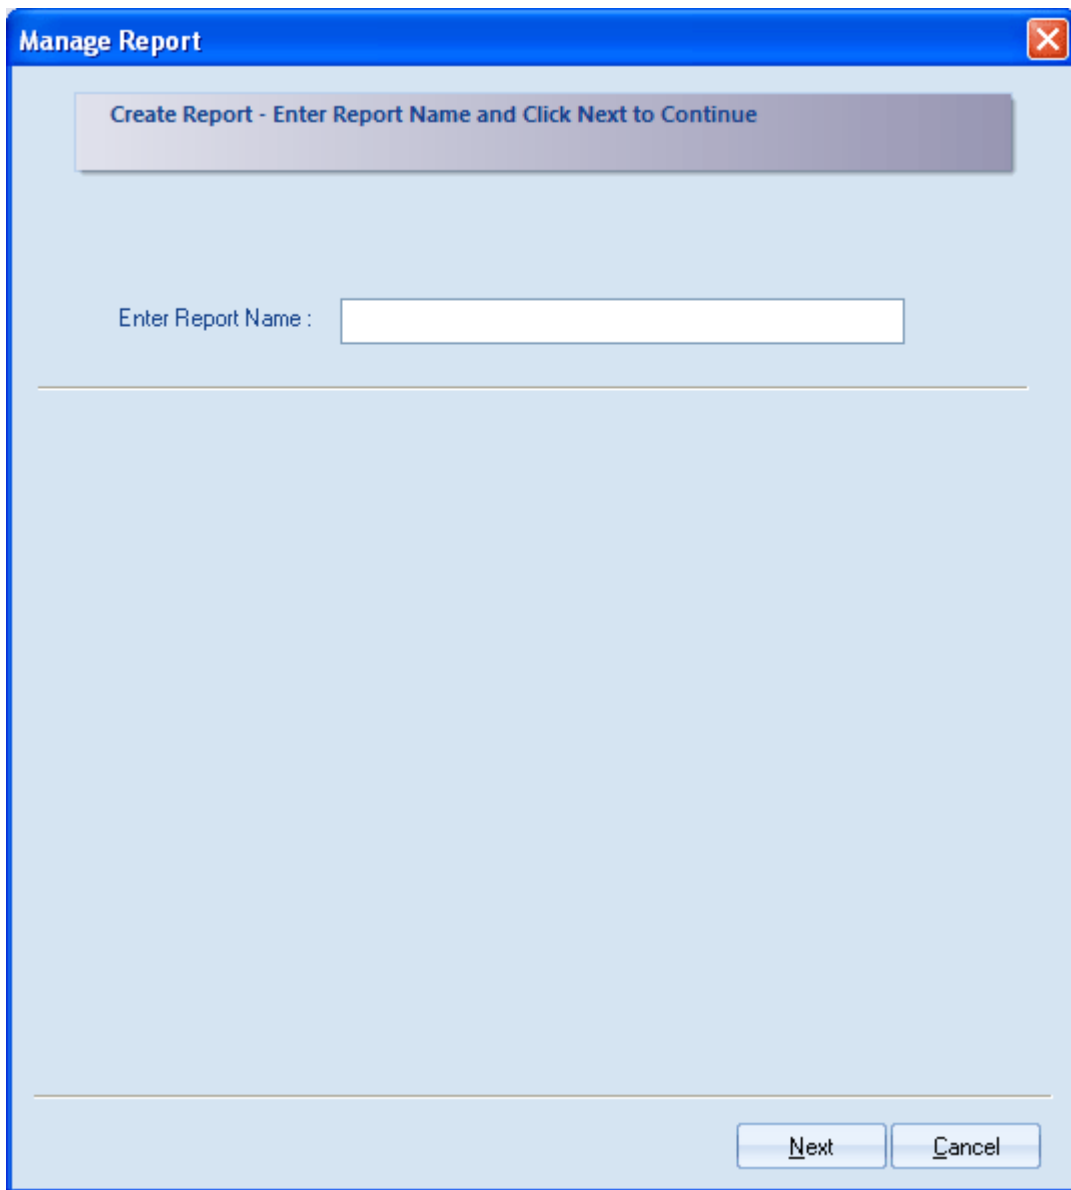 Manage Report
Create Report - Enter Report Name and Click Next to Continue
Enter Report Name :
Next Cancel